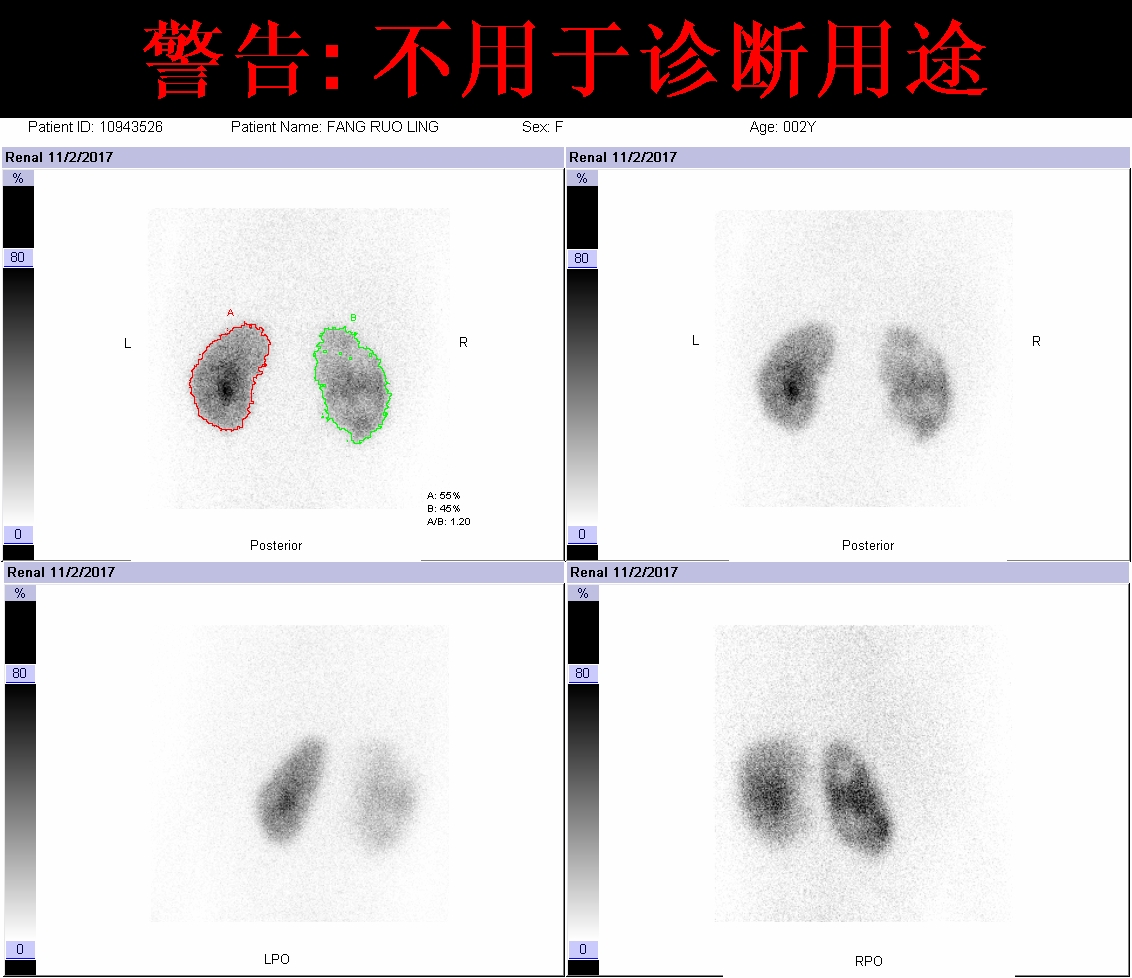 警告: 不用于诊断用途
Patient ID: 10943526 Patient Name: FANG RUO LING Sex: F Age: 002Y
Renal 11/2/2017
%
80
0
L
A
B
R
A: 55%
B: 45%
A/B: 1.20
Posterior
Renal 11/2/2017
%
80
0
L
R
Posterior
Renal 11/2/2017
%
80
0
LPO
Renal 11/2/2017
%
80
0
RPO